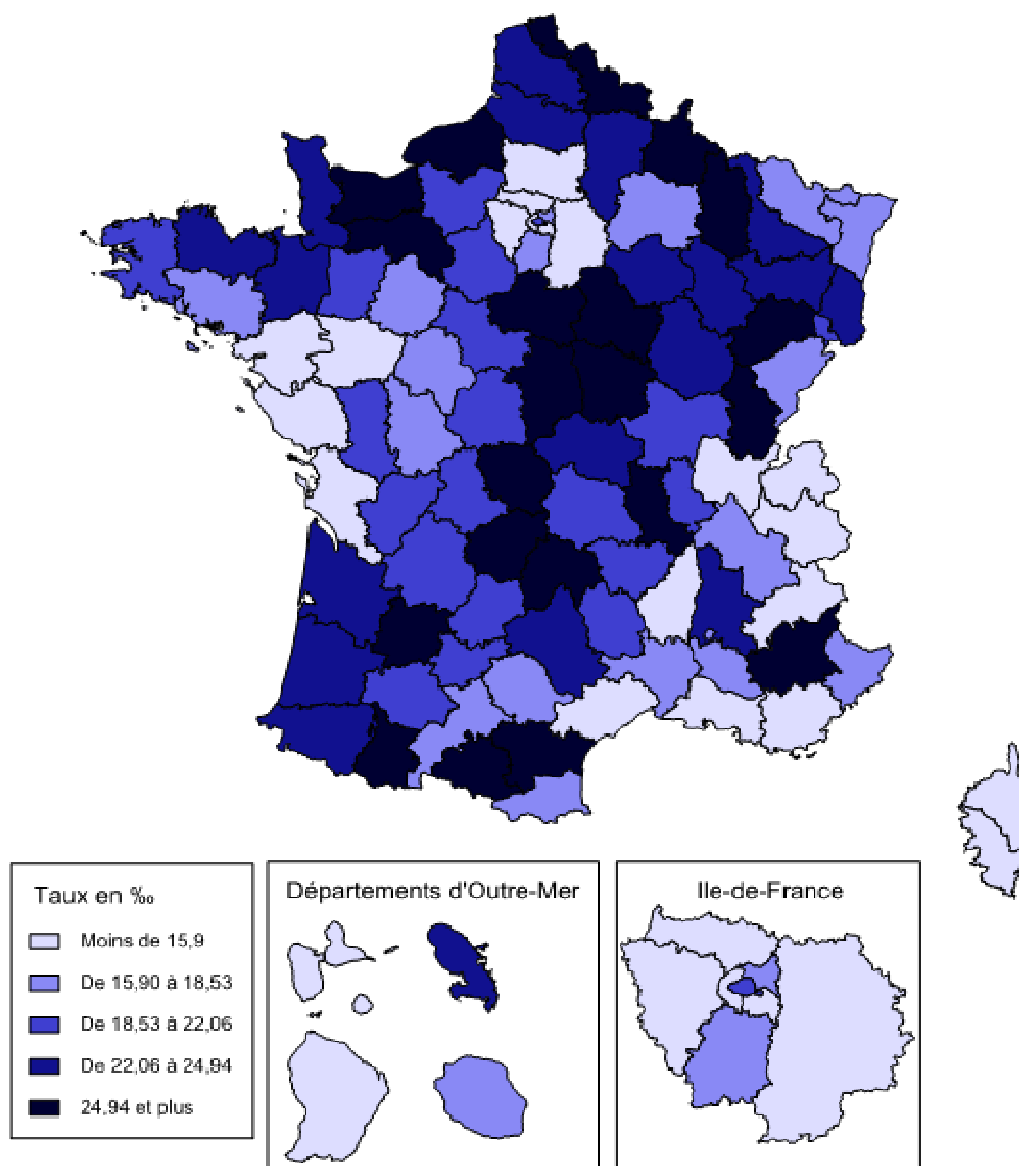 Taux en ‰
Moins de 15,9
De 15,90 à 18,53
De 18,53 à 22,06
De 22,06 à 24,94
24,94 et plus
Départements d'Outre-Mer
Ile-de-France